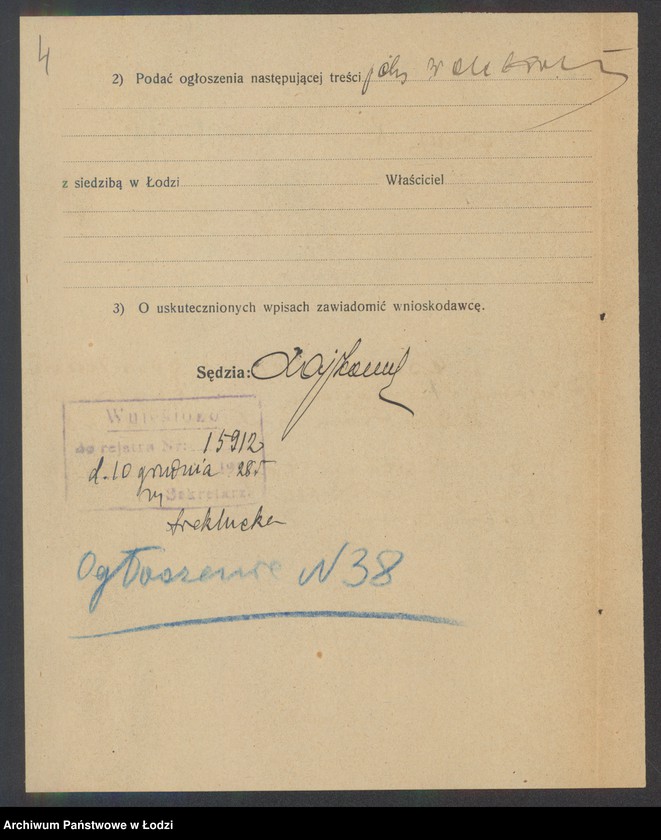 4
2) Podać ogłoszenia następującej treści
z siedzibą w Łodzi Właściciel
3) O uskutecznionych wpisach zawiadomić wnioskodawcę.
Sędzia:
Wniesiono
do rejestru Nr: 15912
d. 10 grudnia 1928 r.
Sekretarz
Ogłoszenie N 38
Archiwum Państwowe w Łodzi